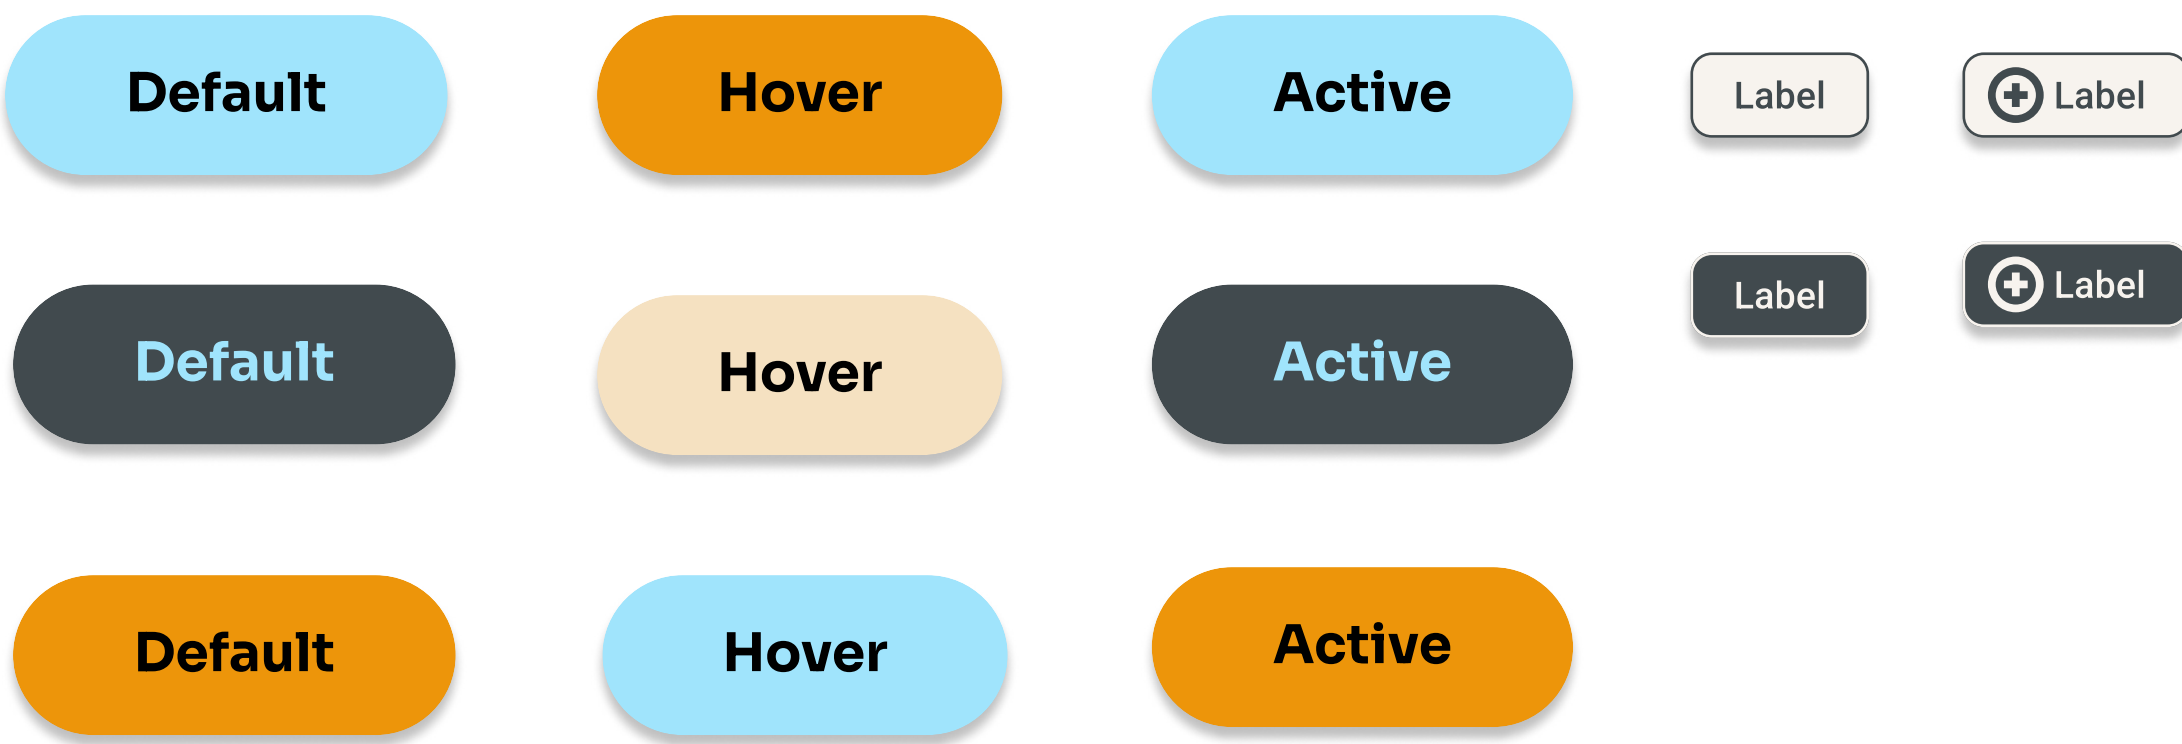 Default
Hover
Active
Label
Label
Default
Hover
Active
Label
Label
Default
Hover
Active